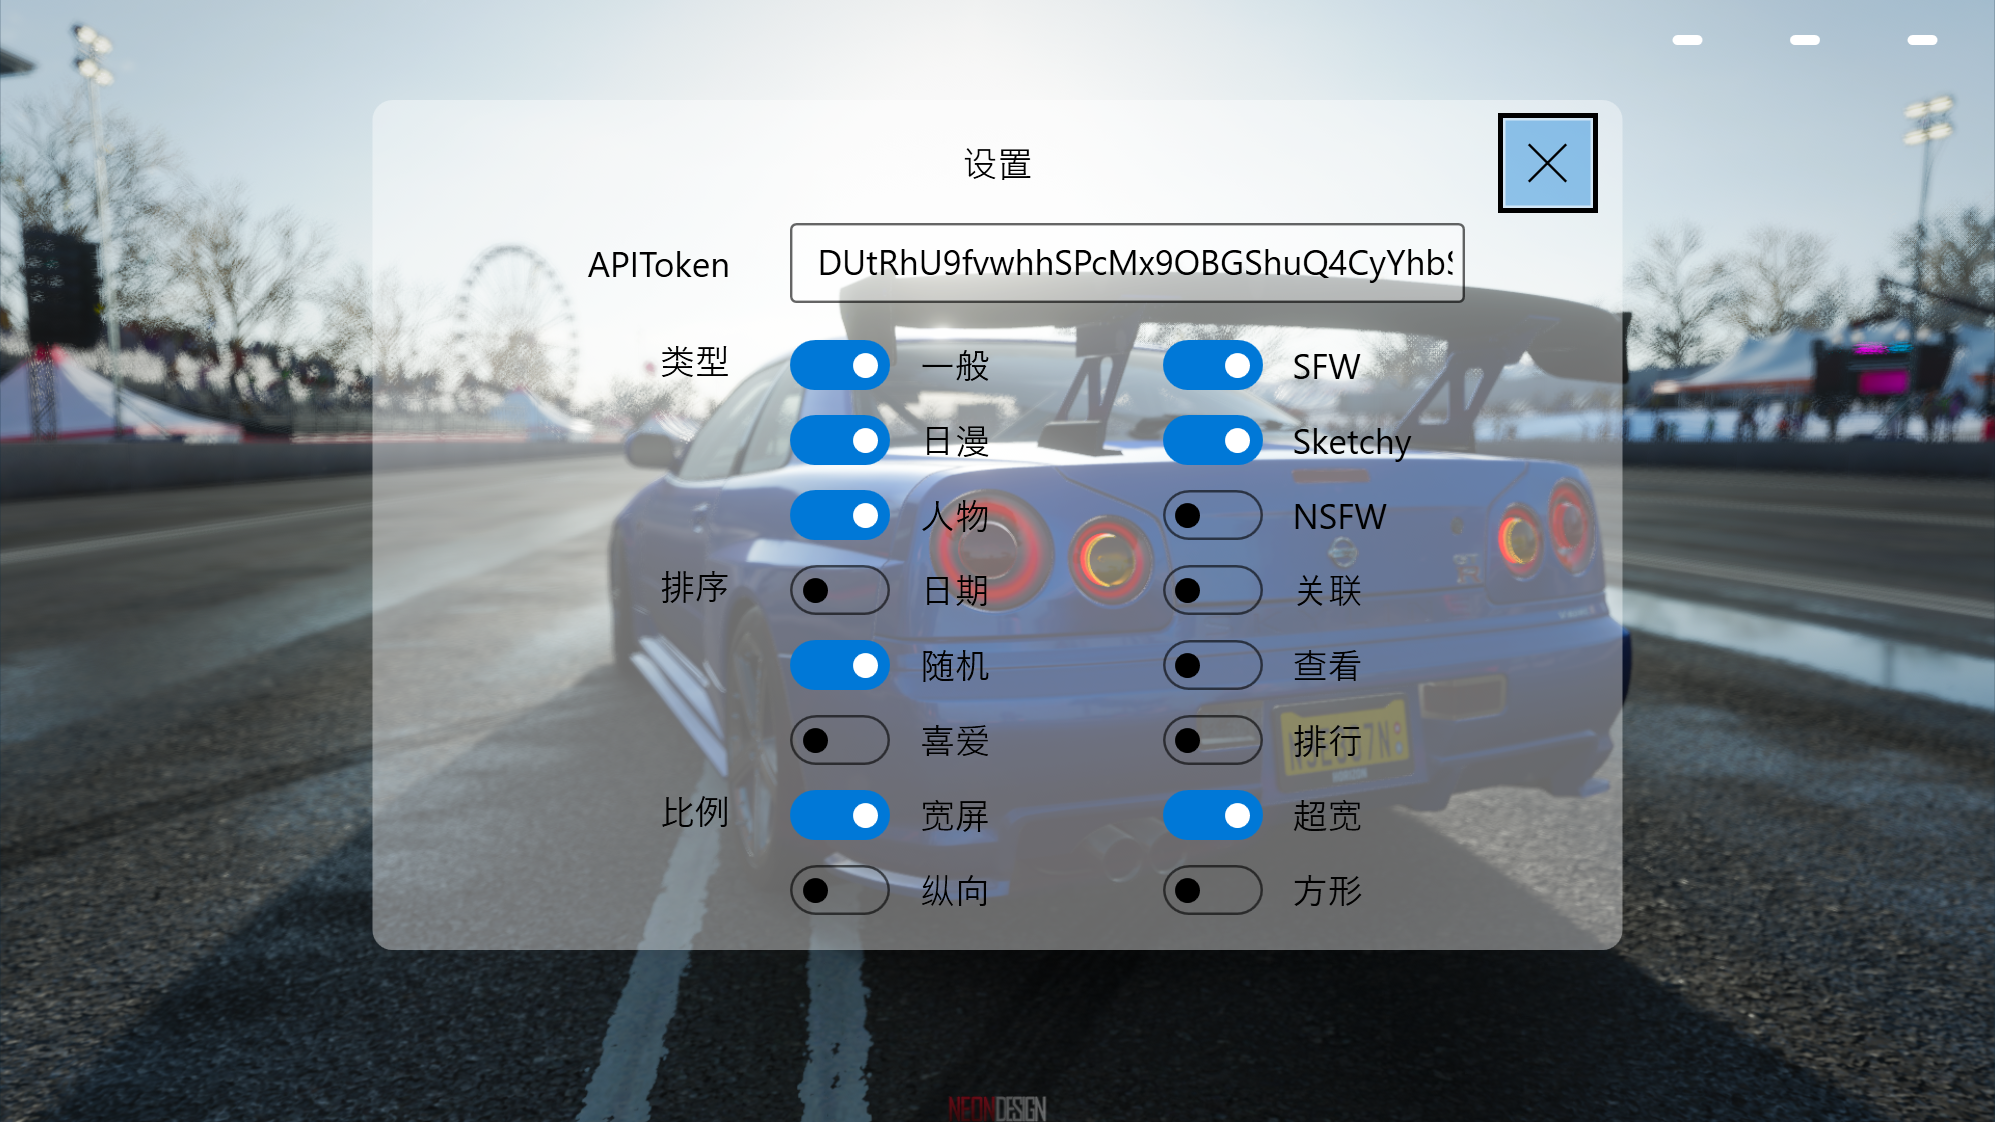 设置
APIToken
DUtRhU9fvwhhSPcMx9OBGShuQ4CyYhbS
类型 一般 SFW
日漫 Sketchy
人物 NSFW
排序 日期 关联
随机 查看
喜爱 排行
比例 宽屏 超宽
纵向 方形
HORIZON
NEONDESIGN